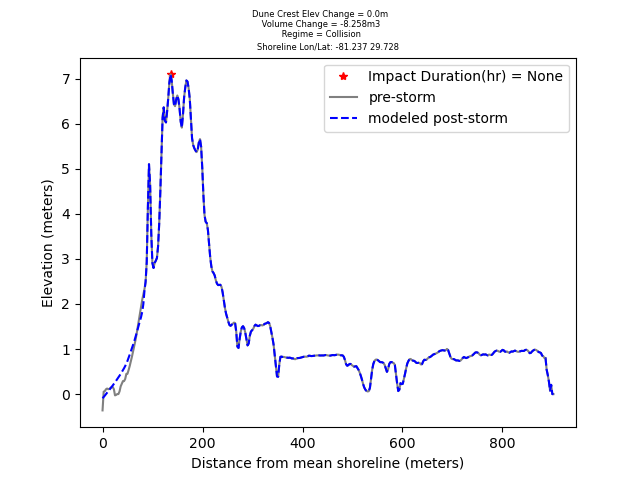 Dune Crest Elev Change = 0.0m
Volume Change = -8.258m3
Regime = Collision
Shoreline Lon/Lat: -81.237 29.728
Impact Duration(hr) = None
pre-storm
modeled post-storm
7
6
5
4
3
2
1
0
Elevation (meters)
0 200 400 600 800
Distance from mean shoreline (meters)